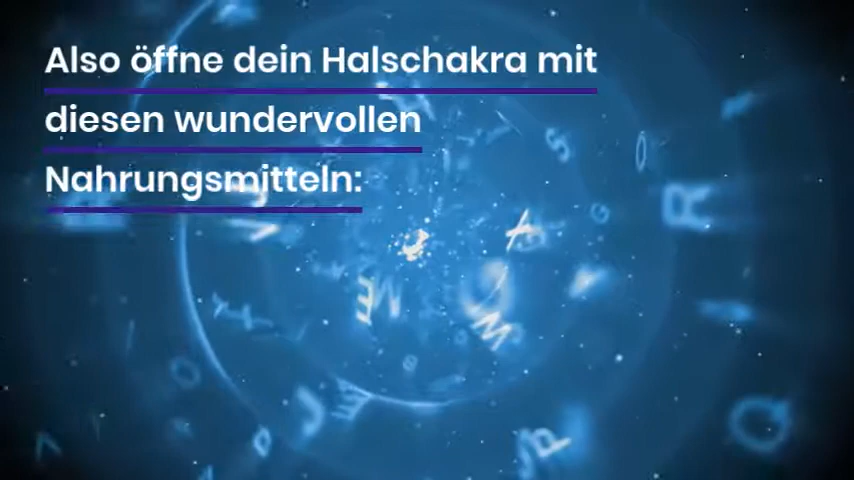 Also öffne dein Halschakra mit
diesen wundervollen
Nahrungsmitteln: